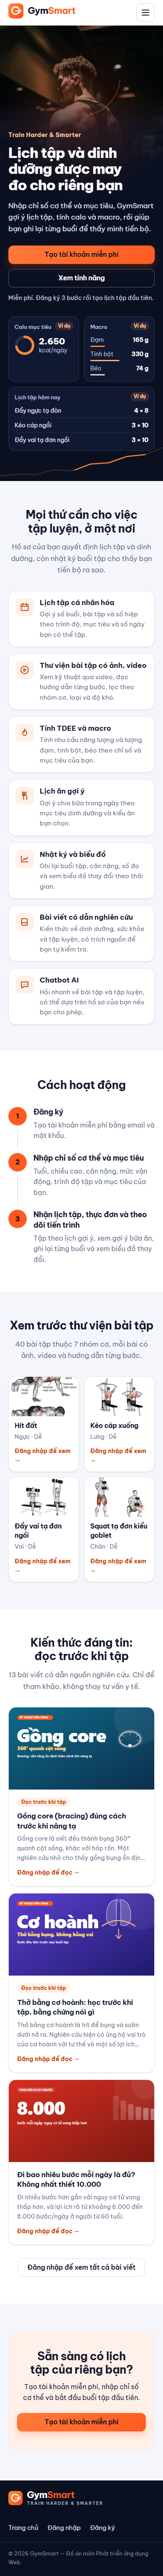 GymSmart
Train Harder & Smarter
Lịch tập và dinh
dưỡng được may
đo cho riêng bạn
Nhập chỉ số cơ thể và mục tiêu, GymSmart
gợi ý lịch tập, tính calo và macro, rồi giúp
bạn ghi lại từng buổi để thấy mình tiến bộ.
Tạo tài khoản miễn phí
Xem tính năng
Miễn phí. Đăng ký 3 bước rồi tạo lịch tập đầu tiên.
Calo mục tiêu Ví dụ
2.650
kcal/ngày
Macro Ví dụ
Đạm 165 g
Tinh bột 330 g
Béo 74 g
Lịch tập hôm nay Ví dụ
Đẩy ngực tạ đòn 4 × 8
Kéo cáp ngồi 3 × 10
Đẩy vai tạ đơn ngồi 3 × 10
Mọi thứ cần cho việc
tập luyện, ở một nơi
Hồ sơ của bạn quyết định lịch tập và dinh
dưỡng, còn nhật ký buổi tập cho thấy bạn
tiến bộ ra sao.
Lịch tập cá nhân hóa
Gợi ý số buổi, bài tập và số hiệp
theo trình độ, mục tiêu và số ngày
bạn có thể tập.
Thư viện bài tập có ảnh, video
Xem kỹ thuật qua video, đọc
hướng dẫn từng bước, lọc theo
nhóm cơ, loại và độ khó.
Tính TDEE và macro
Tính nhu cầu năng lượng, lượng
đạm, tinh bột, béo theo chỉ số và
mục tiêu của bạn.
Lịch ăn gợi ý
Gợi ý chia bữa trong ngày theo
mục tiêu dinh dưỡng và kiểu ăn
bạn chọn.
Nhật ký và biểu đồ
Ghi lại buổi tập, cân nặng, số đo
và xem biểu đồ thay đổi theo thời
gian.
Bài viết có dẫn nghiên cứu
Kiến thức về dinh dưỡng, sức khỏe
và tập luyện, có trích nguồn để
bạn tự kiểm tra.
Chatbot AI
Hỏi nhanh về bài tập và tập luyện,
có thể dựa trên hồ sơ của bạn nếu
bạn cho phép.
Cách hoạt động
1 Đăng ký
Tạo tài khoản miễn phí bằng email và
mật khẩu.
2 Nhập chỉ số cơ thể và mục tiêu
Tuổi, chiều cao, cân nặng, mức vận
động, trình độ tập và mục tiêu của
bạn.
3 Nhận lịch tập, thực đơn và theo
dõi tiến trình
Tập theo lịch gợi ý, xem gợi ý bữa ăn,
ghi lại từng buổi và xem biểu đồ thay
đổi.
Xem trước thư viện bài tập
40 bài tập thuộc 7 nhóm cơ, mỗi bài có
ảnh, video và hướng dẫn từng bước.
Hít đất
Ngực · Dễ
Đăng nhập để xem
→
Kéo cáp xuống
Lưng · Dễ
Đăng nhập để xem
→
Đẩy vai tạ đơn
ngồi
Vai · Dễ
Đăng nhập để xem
→
Squat tạ đơn kiểu
goblet
Chân · Dễ
Đăng nhập để xem
→
Kiến thức đáng tin:
đọc trước khi tập
13 bài viết có dẫn nguồn nghiên cứu. Chỉ để
tham khảo, không thay tư vấn y tế.
Gồng core
360° quanh cột sống
Đọc trước khi tập
Gồng core (bracing) đúng cách
trước khi nâng tạ
Gồng core là siết đều thành bụng 360°
quanh cột sống, khác với hóp bụng. Một
nghiên cứu nhỏ cho thấy gồng bụng ổn địn...
Đăng nhập để đọc →
Cơ hoành
Thở bằng bụng, không bằng vai
Đọc trước khi tập
Thở bằng cơ hoành: học trước khi
tập, bằng chứng nói gì
Thở bằng cơ hoành là hít để bụng và sườn
dưới nở ra. Nghiên cứu hiện có ủng hộ vai trò
của cơ hoành với tư thế và một số lợi ích...
Đăng nhập để đọc →
8.000
bước mỗi ngày, nguy cơ tử vong thấp hơn
Đi bao nhiêu bước mỗi ngày là đủ?
Không nhất thiết 10.000
Đi nhiều bước hơn gắn với nguy cơ tử vong
thấp hơn, và lợi ích rõ từ khoảng 6.000 đến
8.000 bước/ngày ở người từ 60 tuổi.
Đăng nhập để đọc →
Đăng nhập để xem tất cả bài viết
Sẵn sàng có lịch
tập của riêng bạn?
Tạo tài khoản miễn phí, nhập chỉ số
cơ thể và bắt đầu buổi tập đầu tiên.
Tạo tài khoản miễn phí
GymSmart
TRAIN HARDER & SMARTER
Trang chủ Đăng nhập Đăng ký
© 2026 GymSmart — Đồ án môn Phát triển ứng dụng
Web